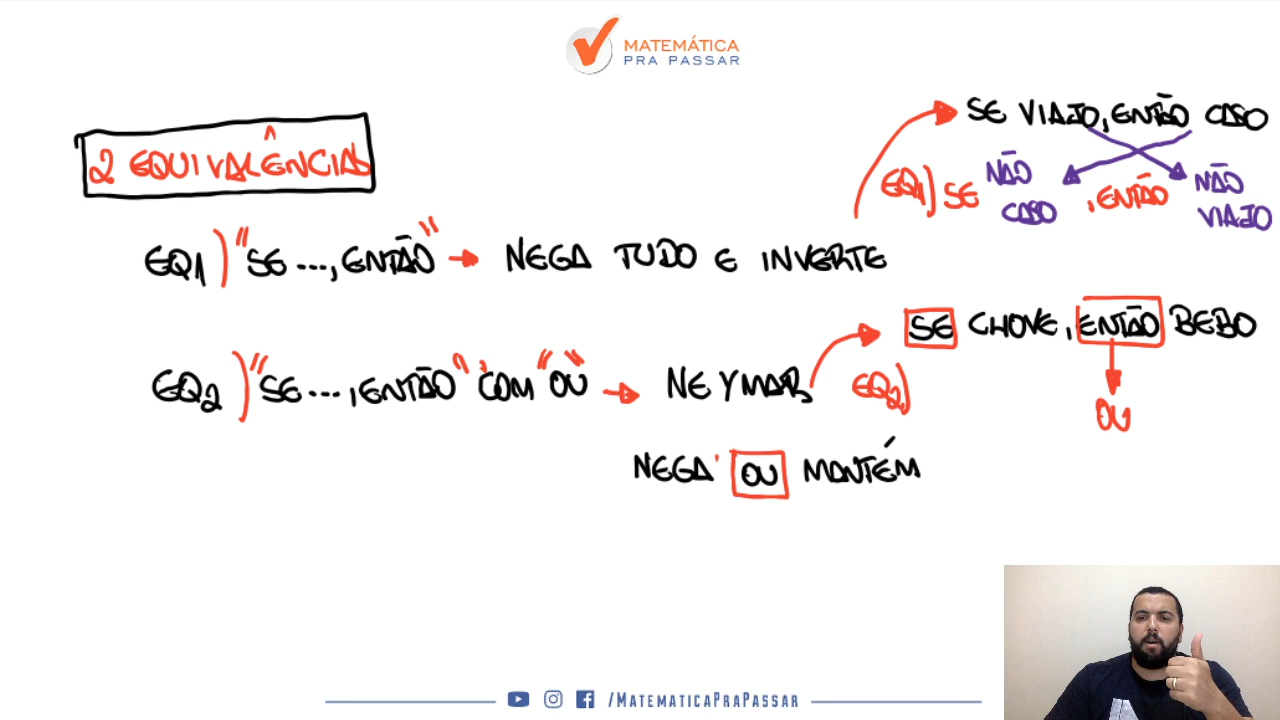 MATEMÁTICA
PRA PASSAR
2 EQUIVALÊNCIAS
SE VIAJO, ENTÃO CASO
EQ1) SE NÃO CASO, ENTÃO NÃO VIAJO
EQ1) "SE ..., ENTÃO" → NEGA TUDO E INVERTE
SE CHOVE, ENTÃO BEBO
OU
EQ2) "SE ..., ENTÃO" COM "OU" → NEYMAR EQ2)
NEGA OU MANTÉM
/MATEMATICAPRAPASSAR